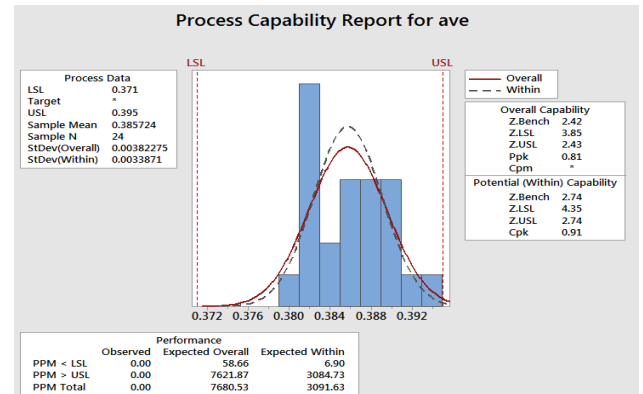 Process Capability Report for ave
LSL USL
Process Data
LSL 0.371
Target *
USL 0.395
Sample Mean 0.385724
Sample N 24
StDev(Overall) 0.00382275
StDev(Within) 0.0033871
Overall
Within
Overall Capability
Z.Bench 2.42
Z.LSL 3.85
Z.USL 2.43
Ppk 0.81
Cpm *
Potential (Within) Capability
Z.Bench 2.74
Z.LSL 4.35
Z.USL 2.74
Cpk 0.91
0.372 0.376 0.380 0.384 0.388 0.392
Performance
Observed Expected Overall Expected Within
PPM < LSL 0.00 58.66 6.90
PPM > USL 0.00 7621.87 3084.73
PPM Total 0.00 7680.53 3091.63